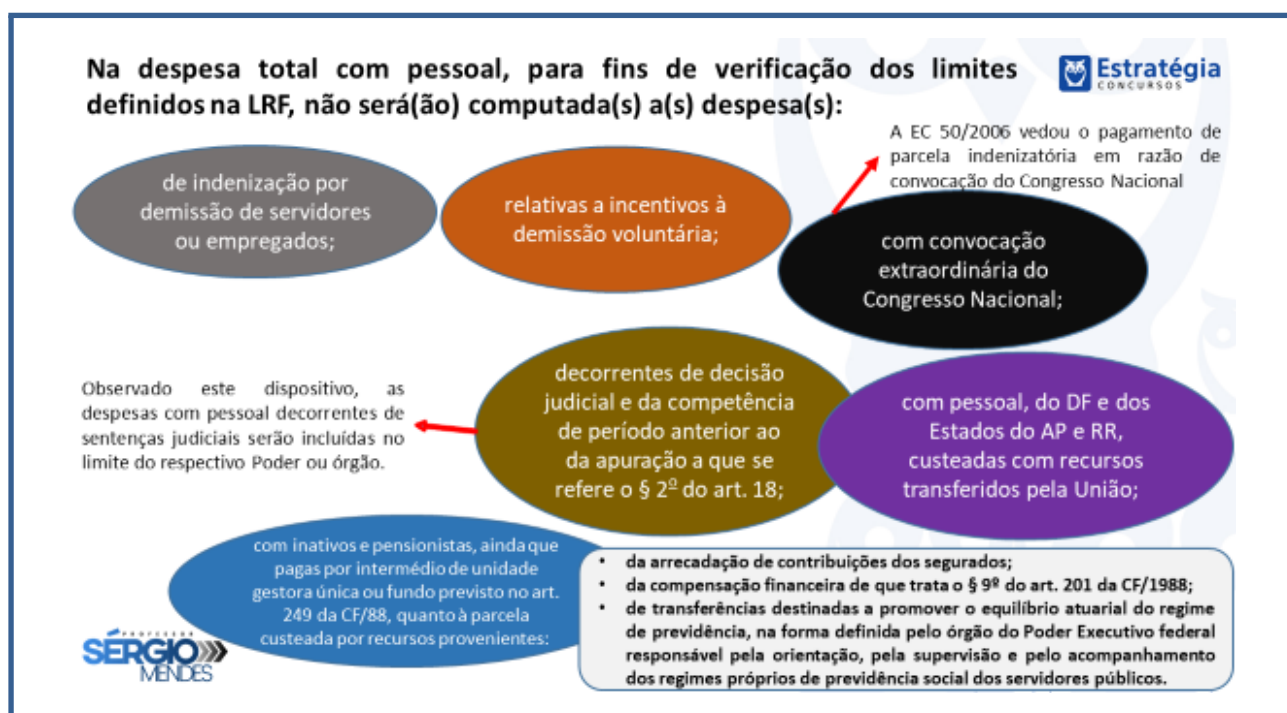 Na despesa total com pessoal, para fins de verificação dos limites
definidos na LRF, não será(ão) computada(s) a(s) despesa(s):
Estratégia
CONCURSOS
A EC 50/2006 vedou o pagamento de
parcela indenizatória em razão de
convocação do Congresso Nacional
de indenização por
demissão de servidores
ou empregados;
relativas a incentivos à
demissão voluntária;
com convocação
extraordinária do
Congresso Nacional;
Observado este dispositivo, as
despesas com pessoal decorrentes de
sentenças judiciais serão incluídas no
limite do respectivo Poder ou órgão.
decorrentes de decisão
judicial e da competência
de período anterior ao
da apuração a que se
refere o § 2º do art. 18;
com pessoal, do DF e dos
Estados do AP e RR,
custeadas com recursos
transferidos pela União;
com inativos e pensionistas, ainda que
pagas por intermédio de unidade
gestora única ou fundo previsto no art.
249 da CF/88, quanto à parcela
custeada por recursos provenientes:
• da arrecadação de contribuições dos segurados;
• da compensação financeira de que trata o § 9º do art. 201 da CF/1988;
• de transferências destinadas a promover o equilíbrio atuarial do regime
de previdência, na forma definida pelo órgão do Poder Executivo federal
responsável pela orientação, pela supervisão e pelo acompanhamento
dos regimes próprios de previdência social dos servidores públicos.
PROFESSOR
SÉRGIO
MENDES